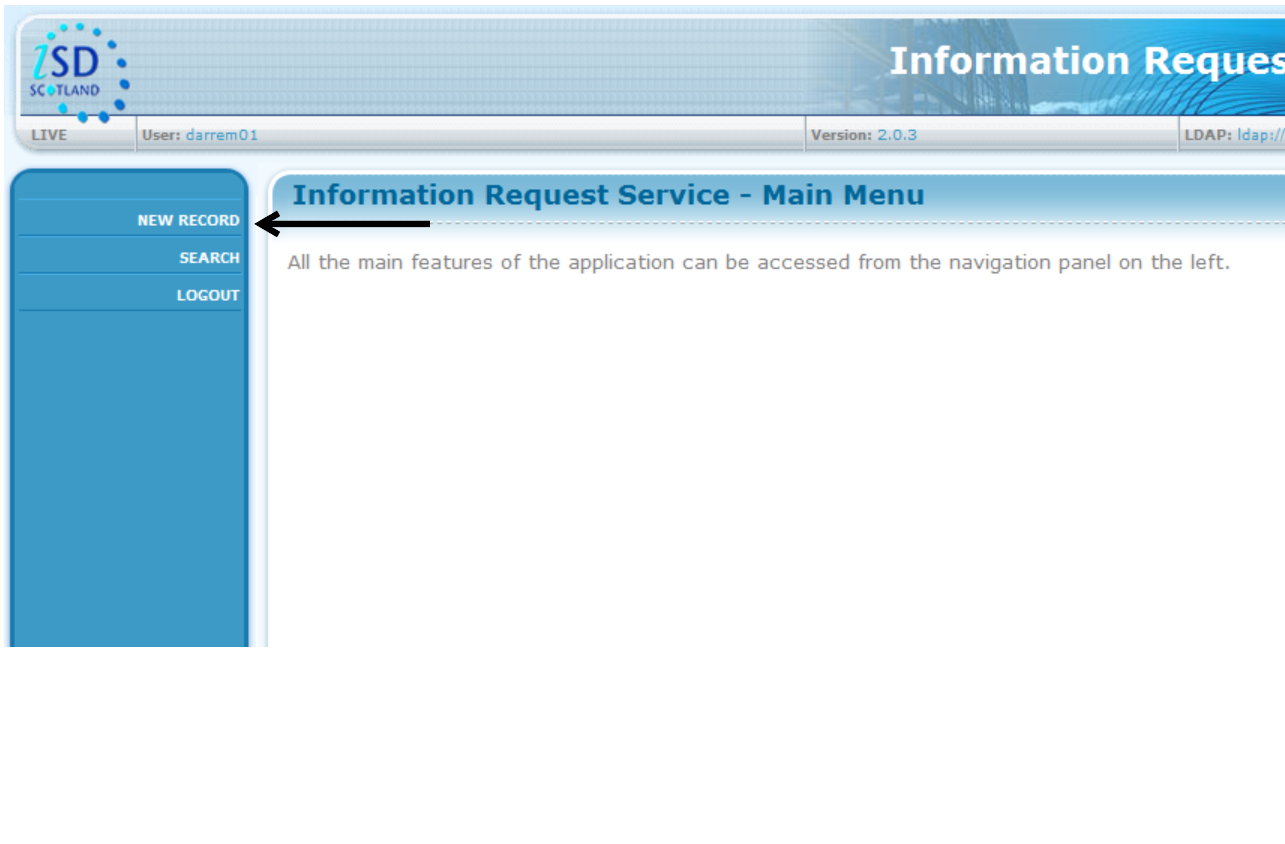 iSD
SCOTLAND
Information Reques
LIVE
User: darrem01
Version: 2.0.3
LDAP: ldap://
Information Request Service - Main Menu
NEW RECORD
SEARCH
LOGOUT
All the main features of the application can be accessed from the navigation panel on the left.